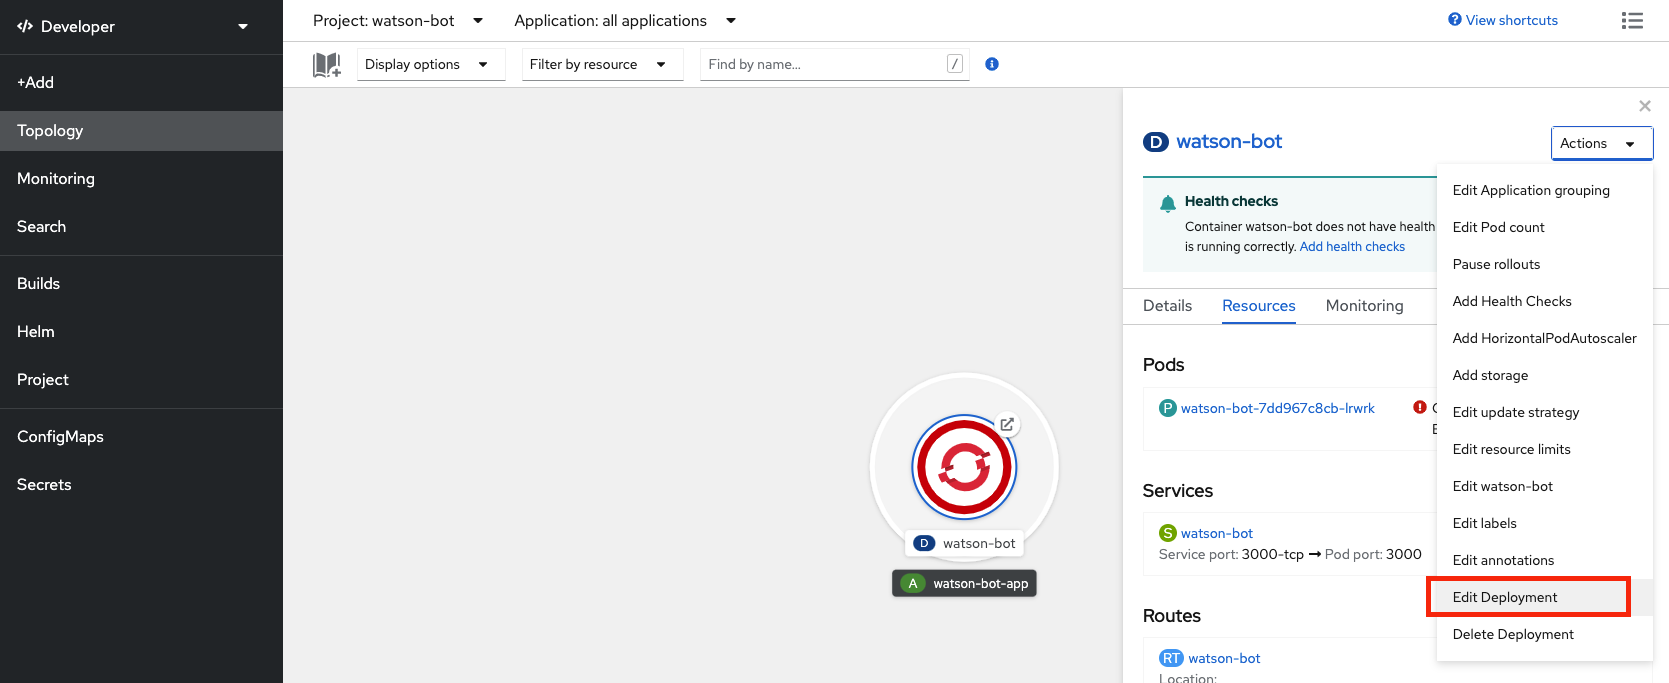 Developer
+Add
Topology
Monitoring
Search
Builds
Helm
Project
ConfigMaps
Secrets
Project: watson-bot
Application: all applications
View shortcuts
Display options
Filter by resource
Find by name...
/
D watson-bot
Actions
Health checks
Container watson-bot does not have health
is running correctly. Add health checks
Details
Resources
Monitoring
Pods
P watson-bot-7dd967c8cb-lrwrk
Services
S watson-bot
Service port: 3000-tcp → Pod port: 3000
Routes
RT watson-bot
Location:
Edit Application grouping
Edit Pod count
Pause rollouts
Add Health Checks
Add HorizontalPodAutoscaler
Add storage
Edit update strategy
Edit resource limits
Edit watson-bot
Edit labels
Edit annotations
Edit Deployment
Delete Deployment
D watson-bot
A watson-bot-app